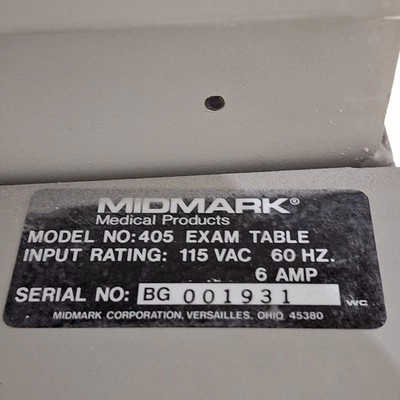 MIDMARK®
Medical Products
MODEL NO: 405 EXAM TABLE
INPUT RATING: 115 VAC 60 HZ.
6 AMP
SERIAL NO: BG 001931 WC
MIDMARK CORPORATION, VERSAILLES, OHIO 45380